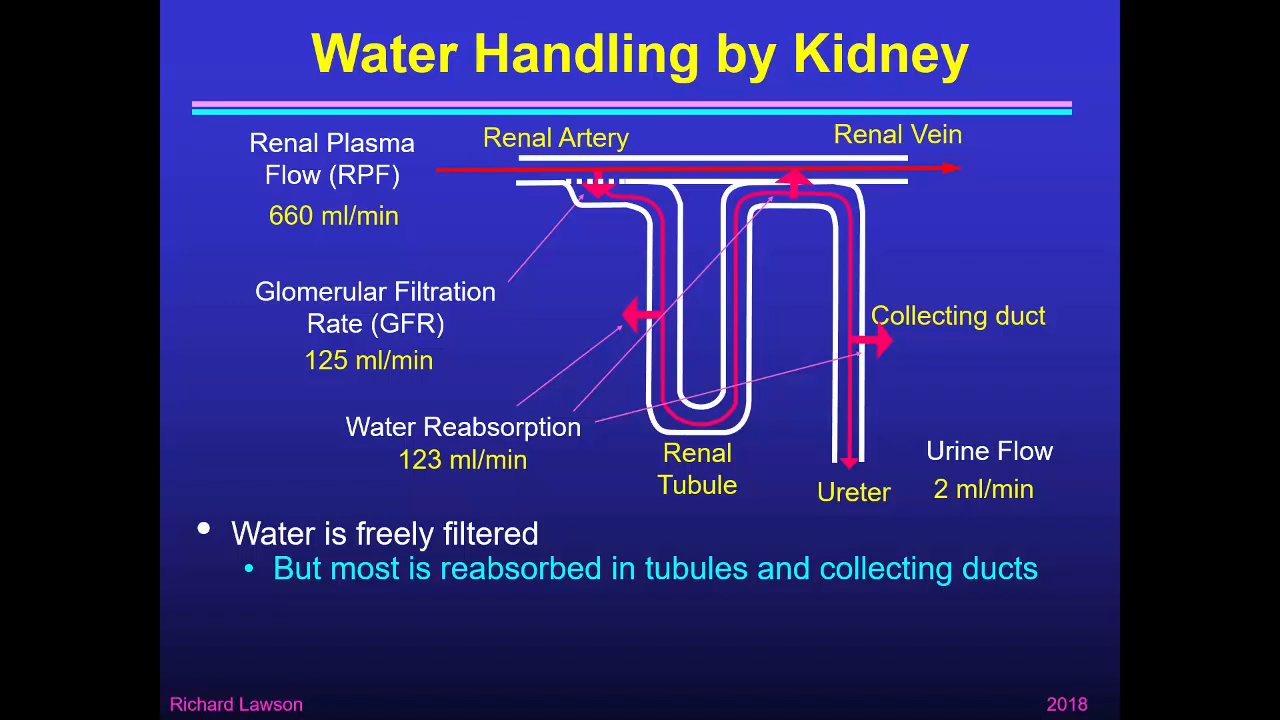 Water Handling by Kidney
Renal Plasma
Flow (RPF)
660 ml/min
Renal Artery
Renal Vein
Glomerular Filtration
Rate (GFR)
125 ml/min
Collecting duct
Water Reabsorption
123 ml/min
Renal
Tubule
Ureter
Urine Flow
2 ml/min
• Water is freely filtered
• But most is reabsorbed in tubules and collecting ducts
Richard Lawson
2018